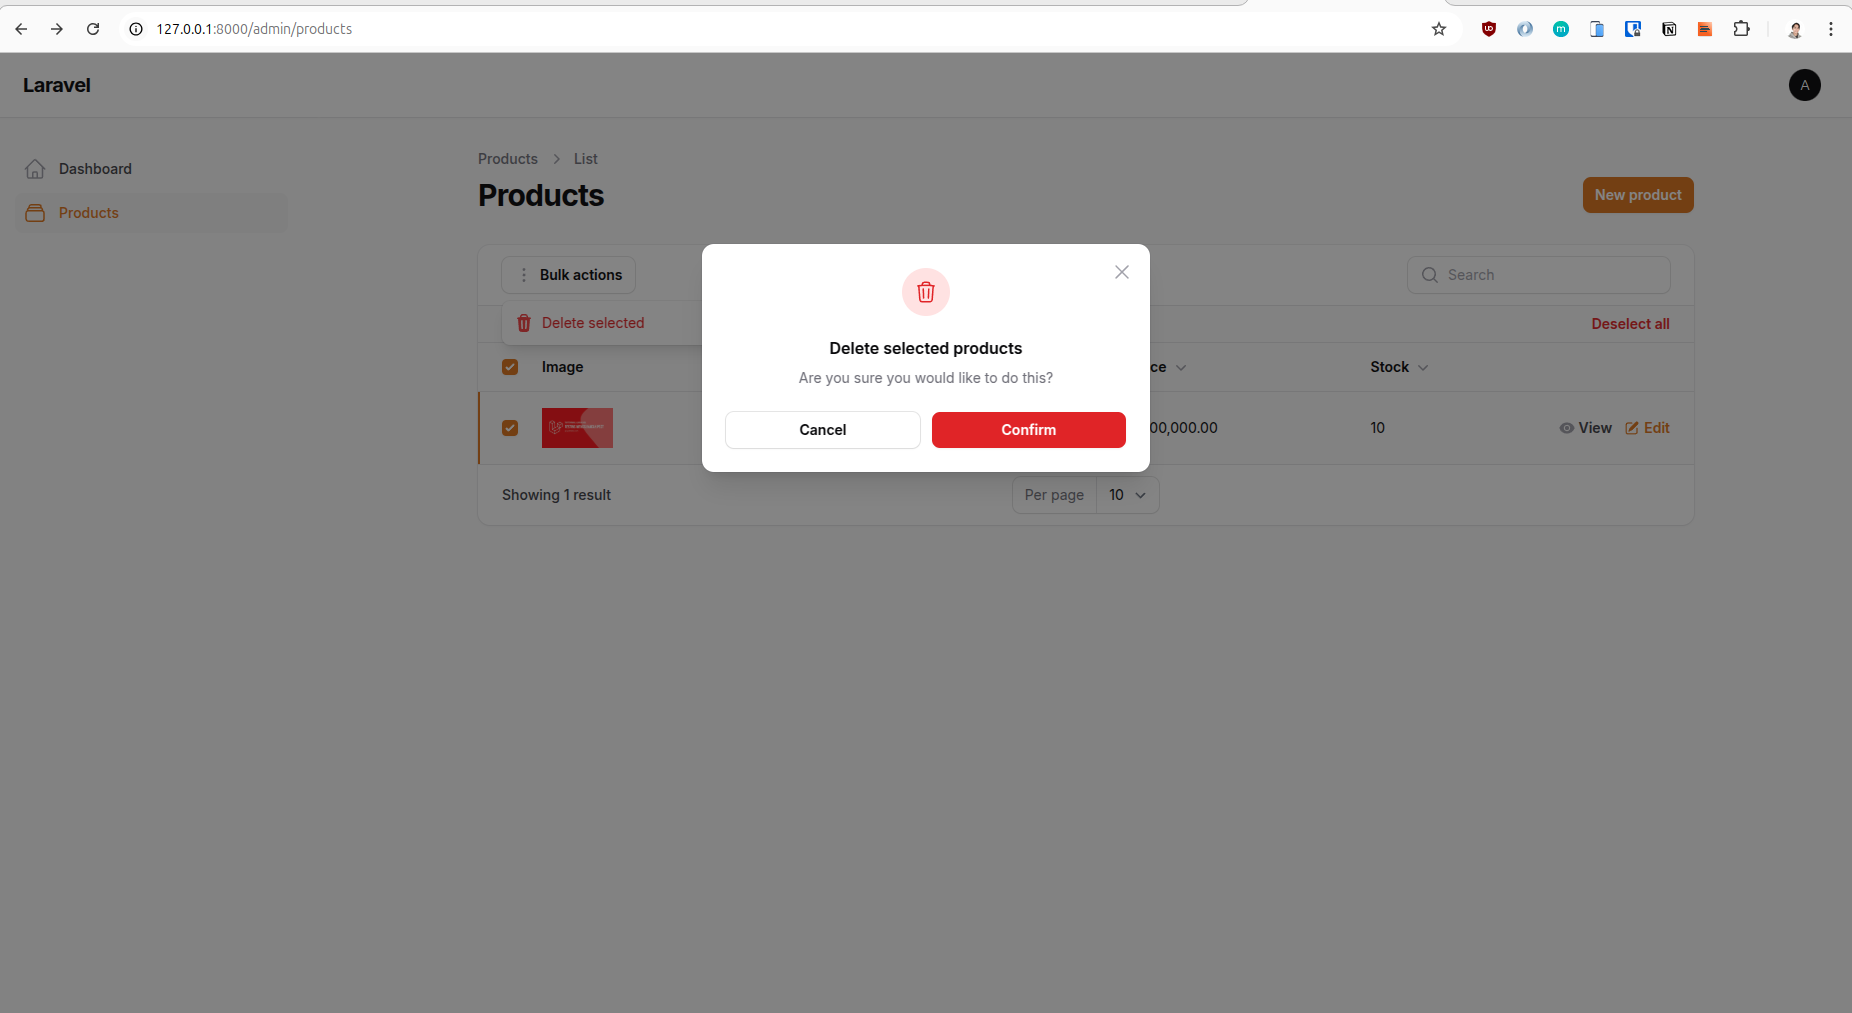 127.0.0.1:8000/admin/products
Laravel
A
Dashboard
Products
Products > List
Products
New product
Bulk actions
Search
Delete selected
Deselect all
Image
ce
Stock
00,000.00
10
View
Edit
Showing 1 result
Per page
10
Delete selected products
Are you sure you would like to do this?
Cancel
Confirm